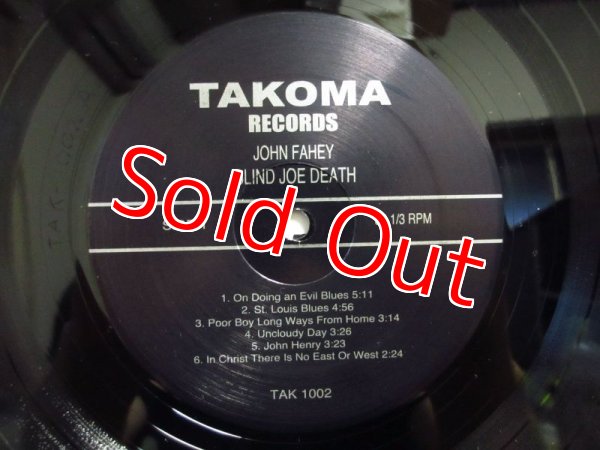 TAKOMA
RECORDS
JOHN FAHEY
LIND JOE DEATH
1/3 RPM
Sold Out
1. On Doing an Evil Blues 5:11
2. St. Louis Blues 4:56
3. Poor Boy Long Ways From Home 3:14
4. Uncloudy Day 3:26
5. John Henry 3:23
6. In Christ There Is No East Or West 2:24
TAK 1002